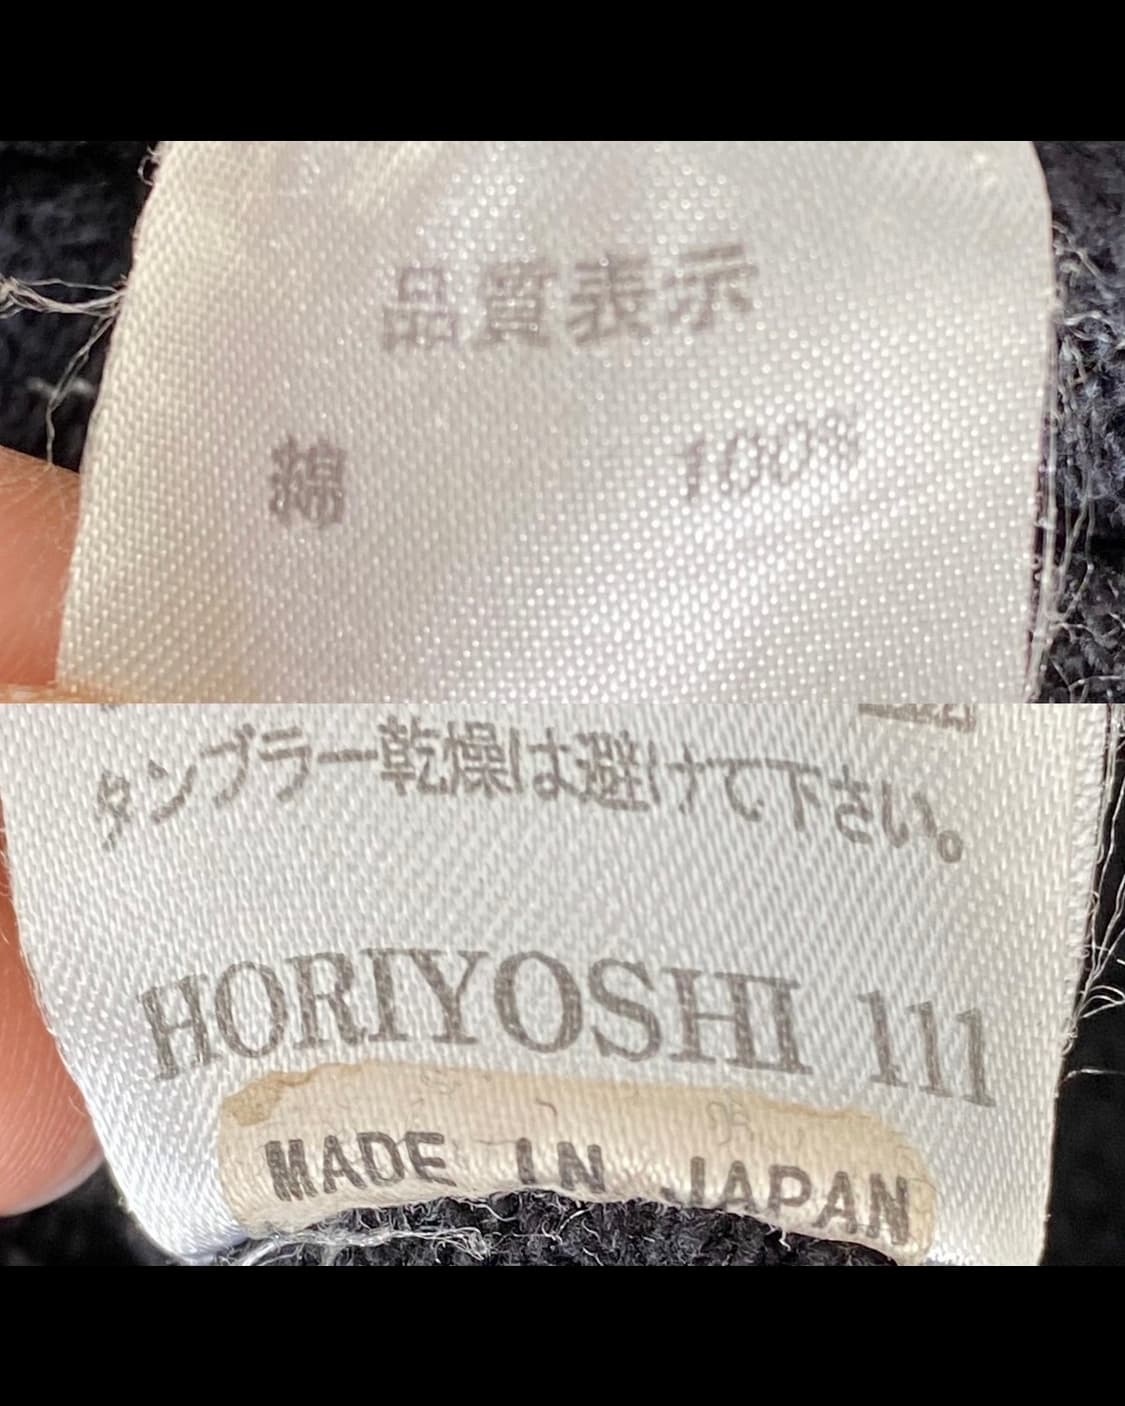 品質表示
綿 100%
タンブラー乾燥は避けて下さい。
HORIYOSHI 111
MADE IN JAPAN